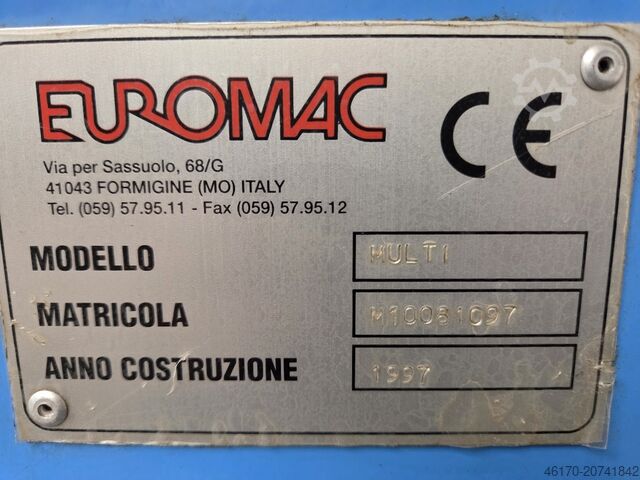 EUROMAC
CE
Via per Sassuolo, 68/G
41043 FORMIGINE (MO) ITALY
Tel. (059) 57.95.11 - Fax (059) 57.95.12
MODELLO MULTI
MATRICOLA M10081097
ANNO COSTRUZIONE 1997
46170-20741842